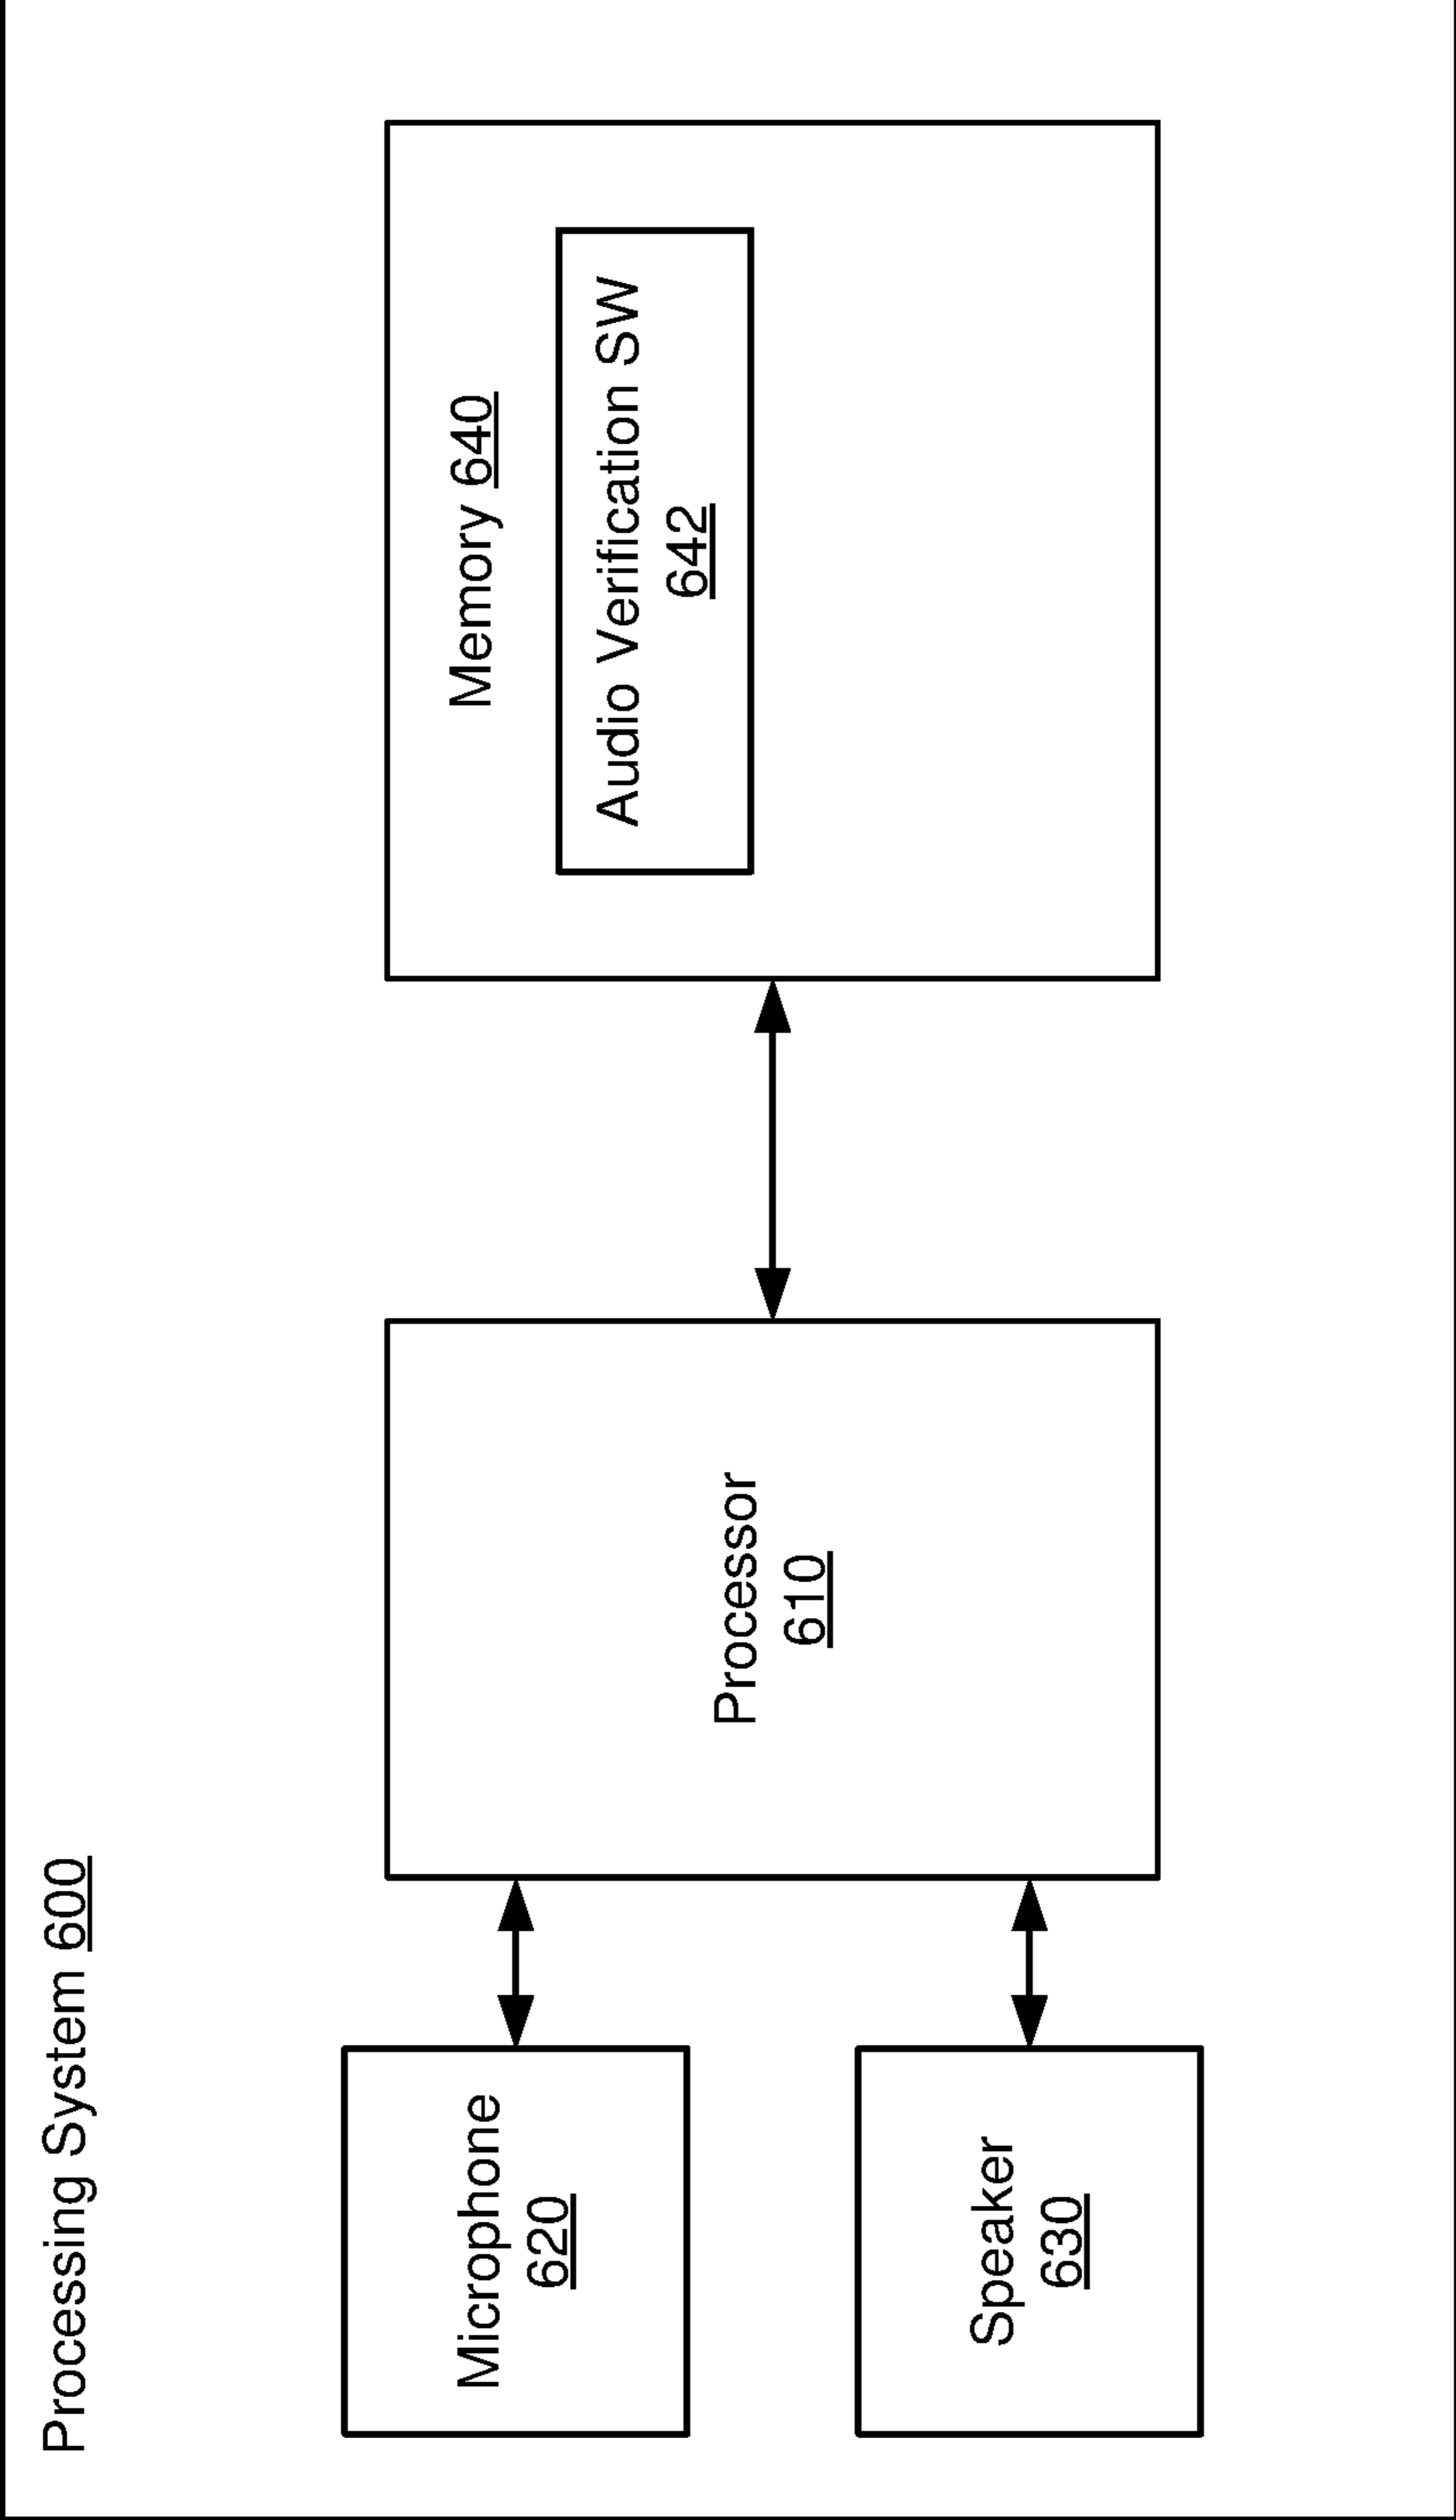 Processing System 600
Microphone
620
Speaker
630
Processor
610
Memory 640
Audio Verification SW
642